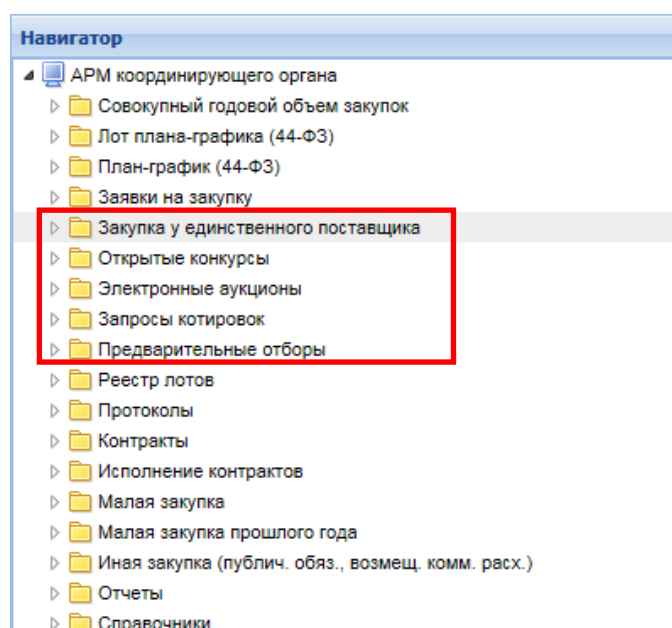 Навигатор
АРМ координирующего органа
Совокупный годовой объем закупок
Лот плана-графика (44-ФЗ)
План-график (44-ФЗ)
Заявки на закупку
Закупка у единственного поставщика
Открытые конкурсы
Электронные аукционы
Запросы котировок
Предварительные отборы
Реестр лотов
Протоколы
Контракты
Исполнение контрактов
Малая закупка
Малая закупка прошлого года
Иная закупка (публич. обяз., возмещ. комм. расх.)
Отчеты
Справочники